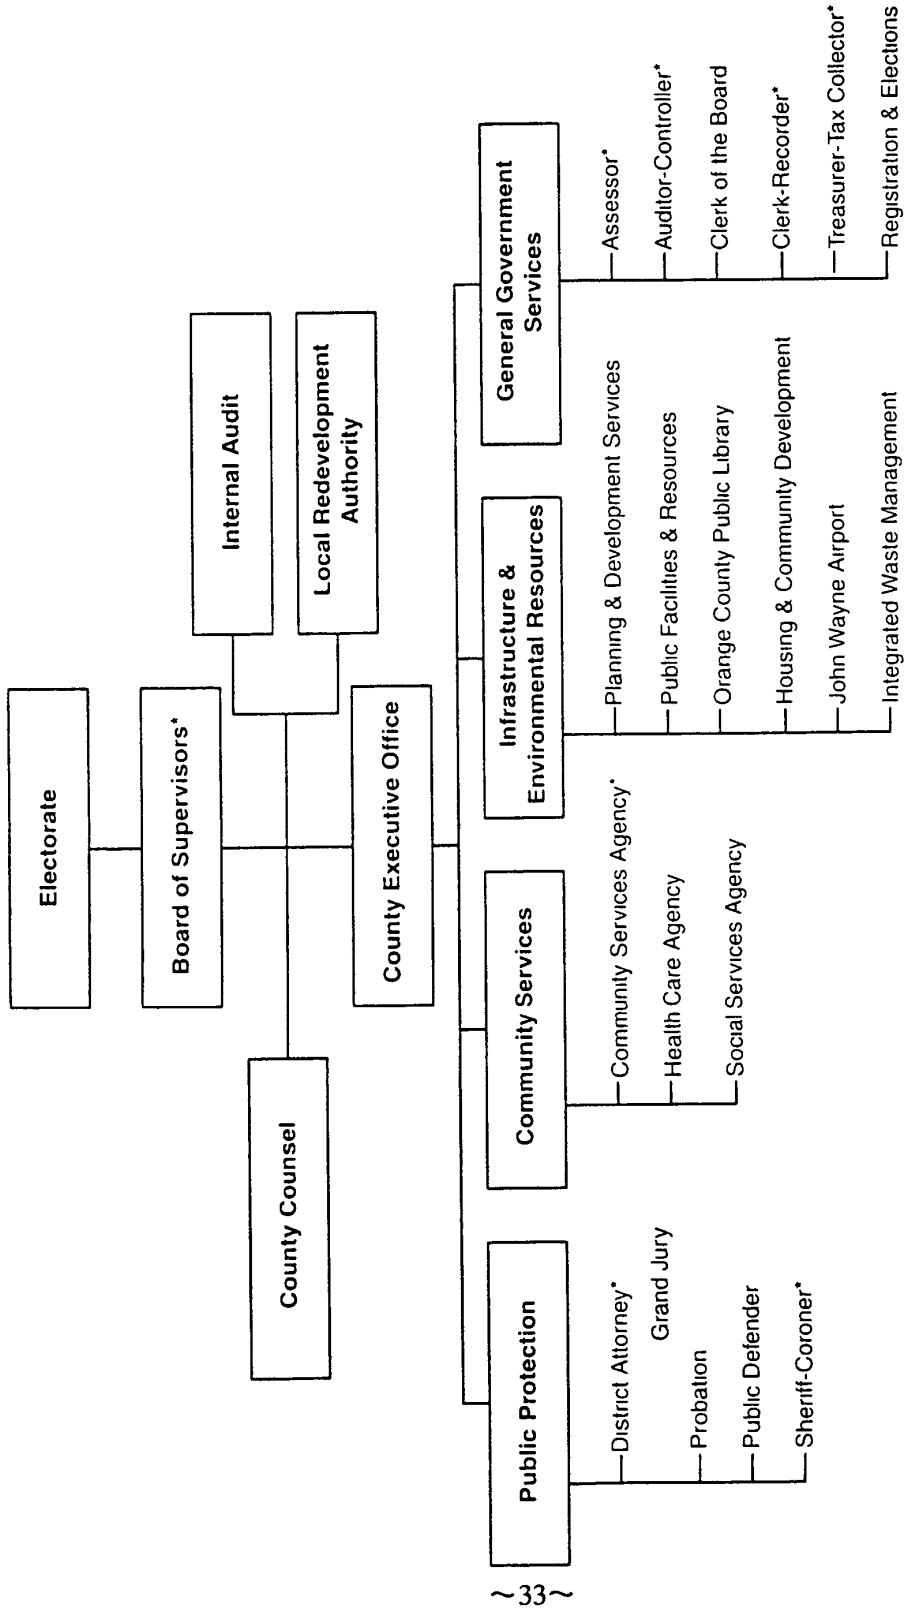 Electorate
Board of Supervisors*
Internal Audit
County Counsel
Local Redevelopment
Authority
County Executive Office
Public Protection
District Attorney*
Grand Jury
Probation
Public Defender
Sheriff-Coroner*
Community Services
Community Services Agency*
Health Care Agency
Social Services Agency
Infrastructure &
Environmental Resources
Planning & Development Services
Public Facilities & Resources
Orange County Public Library
Housing & Community Development
John Wayne Airport
Integrated Waste Management
General Government
Services
Assessor*
Auditor-Controller*
Clerk of the Board
Clerk-Recorder*
Treasurer-Tax Collector*
Registration & Elections
~33~